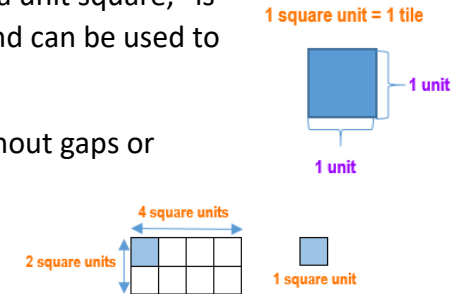 a unit square," is
1 square unit = 1 tile
nd can be used to
1 unit
out gaps or
1 unit
4 square units
2 square units
1 square unit